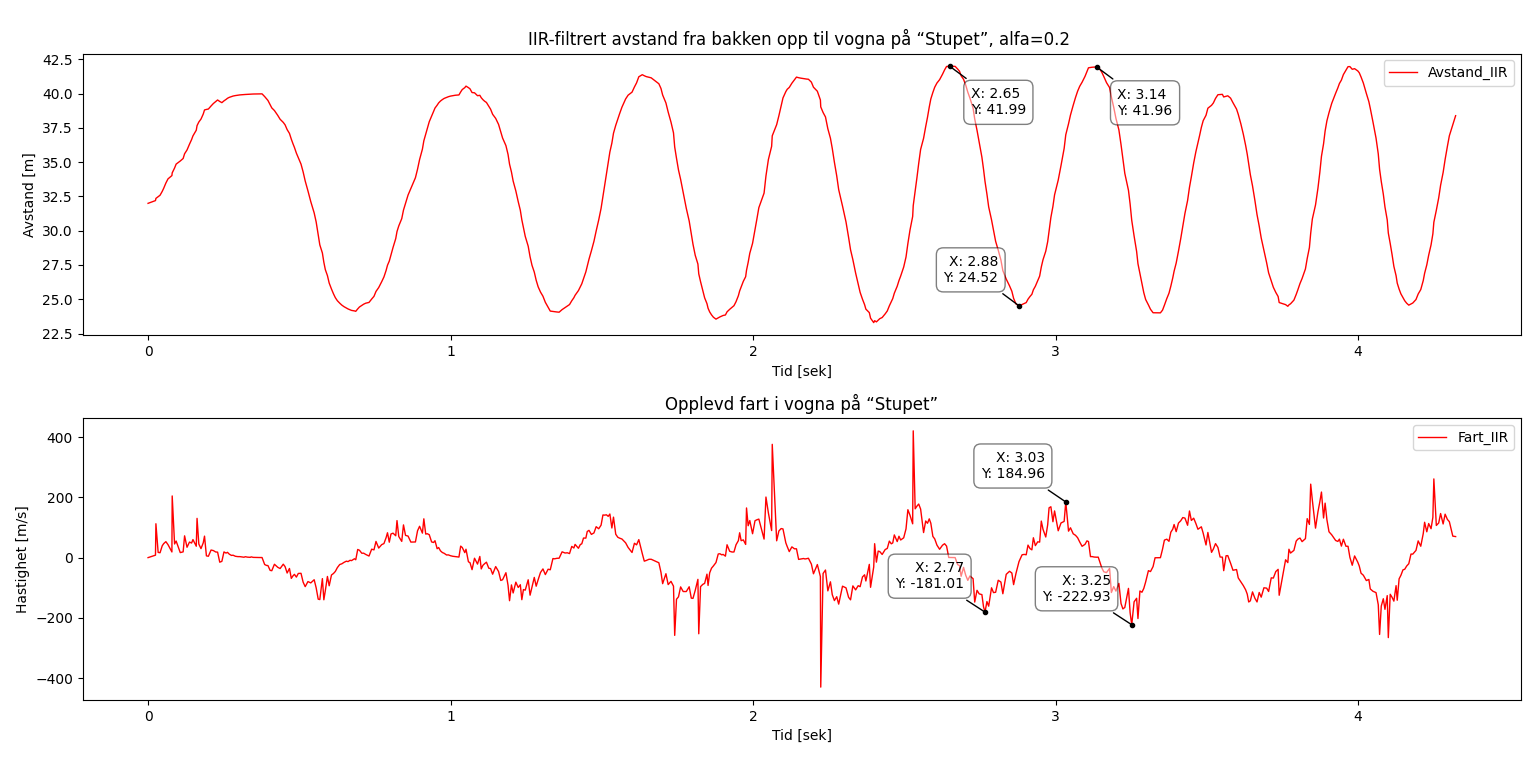 IIR-filtrert avstand fra bakken opp til vogna på “Stupet”, alfa=0.2
Avstand [m]
42.5
40.0
37.5
35.0
32.5
30.0
27.5
25.0
22.5
Avstand_IIR
X: 2.65
Y: 41.99
X: 3.14
Y: 41.96
X: 2.88
Y: 24.52
0 1 2 3 4
Tid [sek]
Opplevd fart i vogna på “Stupet”
Hastighet [m/s]
400
200
0
−200
−400
Fart_IIR
X: 3.03
Y: 184.96
X: 2.77
Y: -181.01
X: 3.25
Y: -222.93
0 1 2 3 4
Tid [sek]